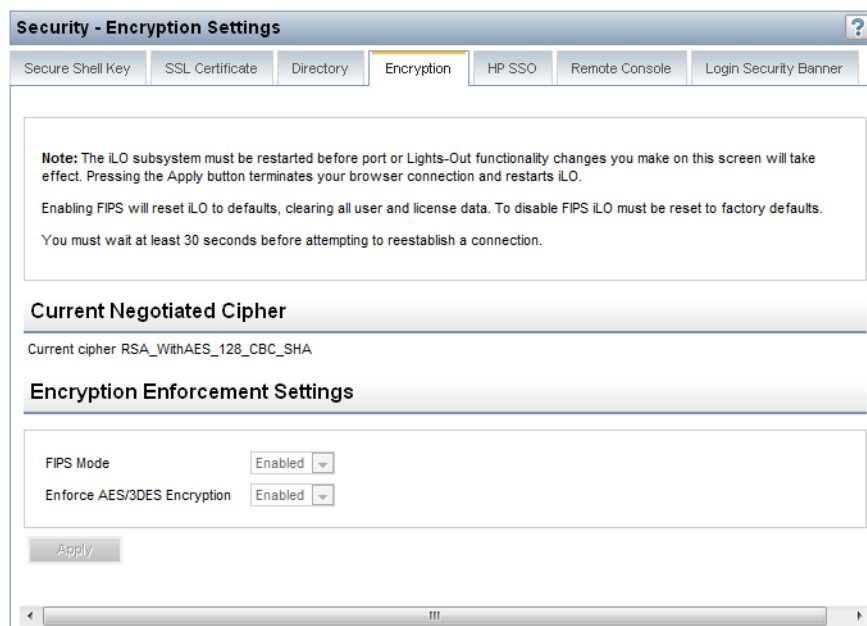 Security - Encryption Settings
?
Secure Shell Key
SSL Certificate
Directory
Encryption
HP SSO
Remote Console
Login Security Banner
Note: The iLO subsystem must be restarted before port or Lights-Out functionality changes you make on this screen will take
effect. Pressing the Apply button terminates your browser connection and restarts iLO.
Enabling FIPS will reset iLO to defaults, clearing all user and license data. To disable FIPS iLO must be reset to factory defaults.
You must wait at least 30 seconds before attempting to reestablish a connection.
Current Negotiated Cipher
Current cipher RSA_WithAES_128_CBC_SHA
Encryption Enforcement Settings
FIPS Mode Enabled
Enforce AES/3DES Encryption Enabled
Apply